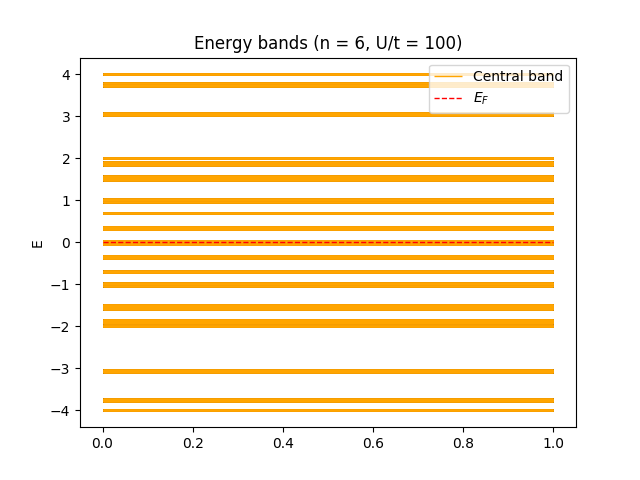 Energy bands (n = 6, U/t = 100)
Central band
E_F
E
4
3
2
1
0
−1
−2
−3
−4
0.0 0.2 0.4 0.6 0.8 1.0